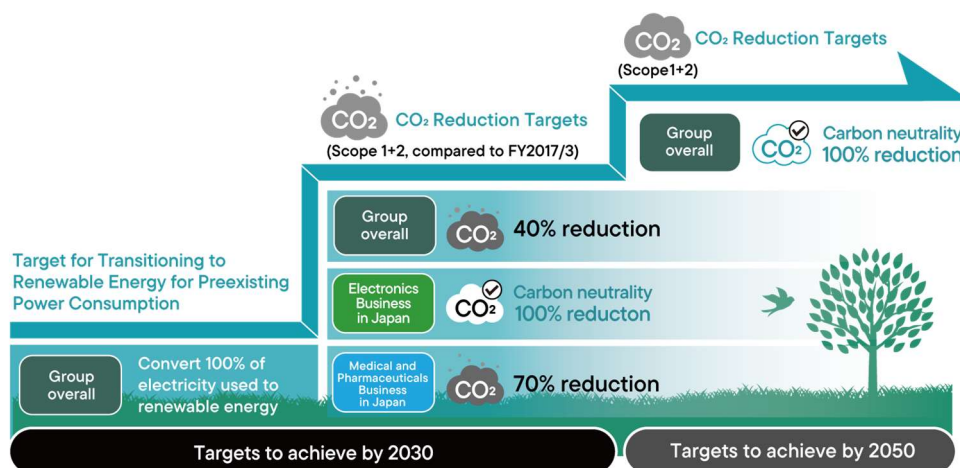 CO₂
CO₂ Reduction Targets
(Scope1+2)
CO₂
CO₂ Reduction Targets
(Scope 1+2, compared to FY2017/3)
Group
overall
CO₂
Carbon neutrality
100% reduction
Group
overall
CO₂
40% reduction
Target for Transitioning to
Renewable Energy for Preexisting
Power Consumption
Electronics
Business
in Japan
CO₂
Carbon neutrality
100% reducton
Group
overall
Convert 100% of
electricity used to
renewable energy
Medical and
Pharmaceuticals
Business
in Japan
CO₂
70% reduction
Targets to achieve by 2030
Targets to achieve by 2050